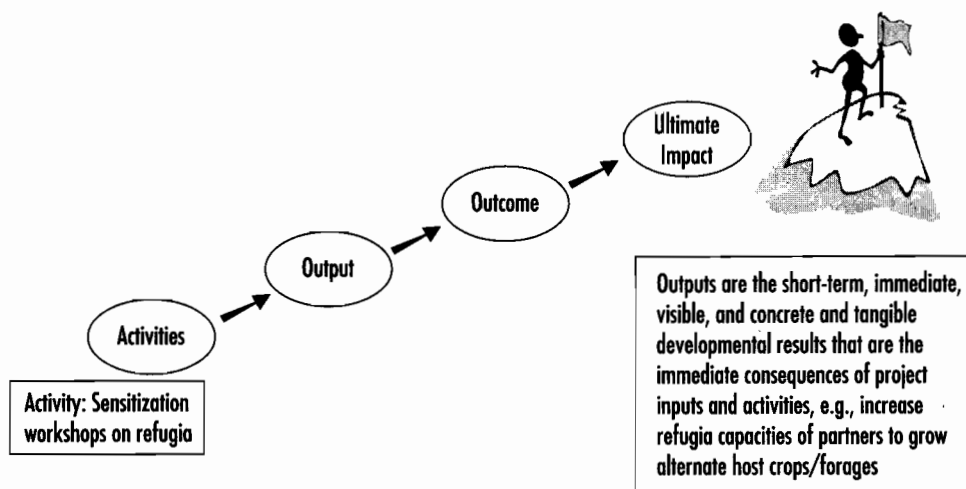 Ultimate
Impact
Outcome
Output
Activities
Activity: Sensitization
workshops on refugia
Outputs are the short-term, immediate,
visible, and concrete and tangible
developmental results that are the
immediate consequences of project
inputs and activities, e.g., increase
refugia capacities of partners to grow
alternate host crops/forages